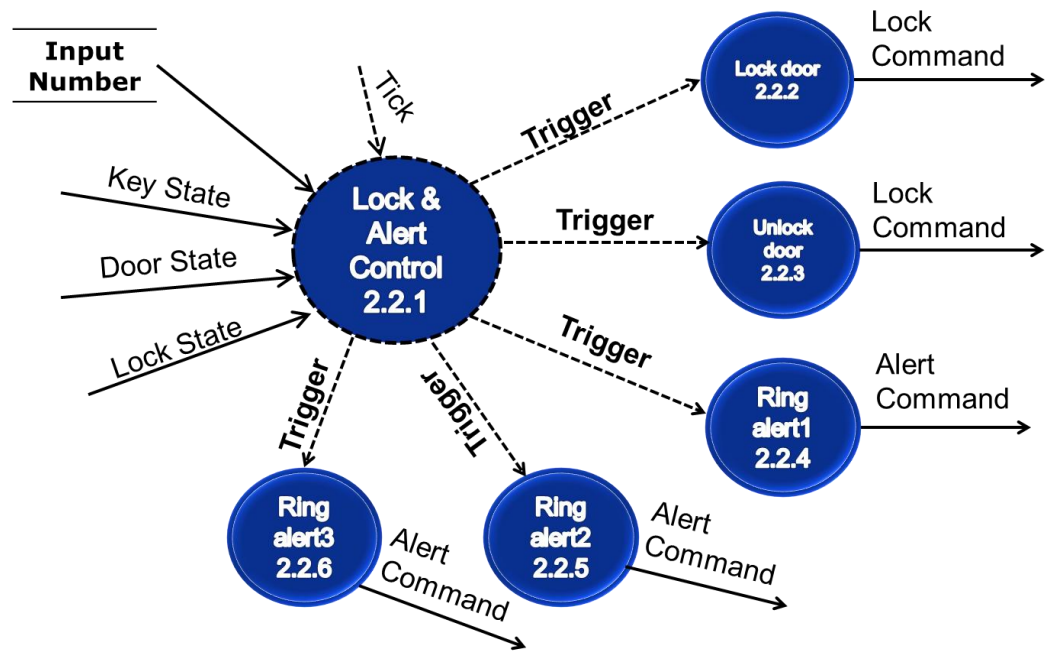 Input
Number
Tick
Key State
Door State
Lock State
Lock &
Alert
Control
2.2.1
Trigger
Lock door
2.2.2
Lock
Command
Trigger
Unlock
door
2.2.3
Lock
Command
Trigger
Ring
alert1
2.2.4
Alert
Command
Trigger
Ring
alert2
2.2.5
Alert
Command
Trigger
Ring
alert3
2.2.6
Alert
Command